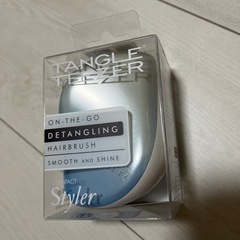 TANGLE
TEEZER
ON-THE-GO
DETANGLING
HAIRBRUSH
SMOOTH AND SHINE
Styler